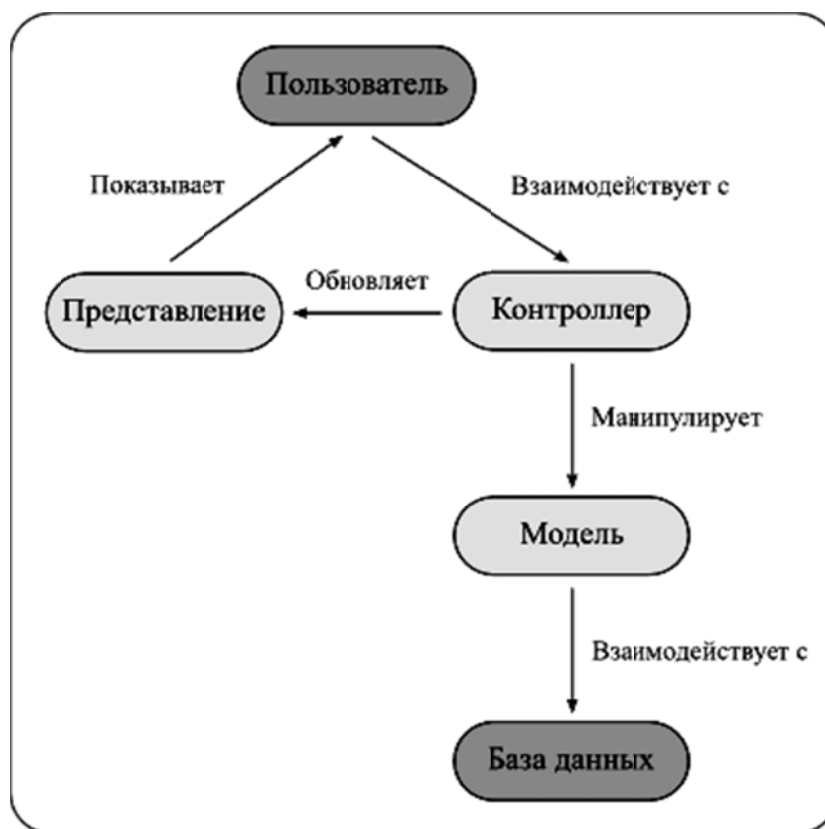 Пользователь
Показывает
Взаимодействует с
Обновляет
Представление
Контроллер
Манипулирует
Модель
Взаимодействует с
База данных